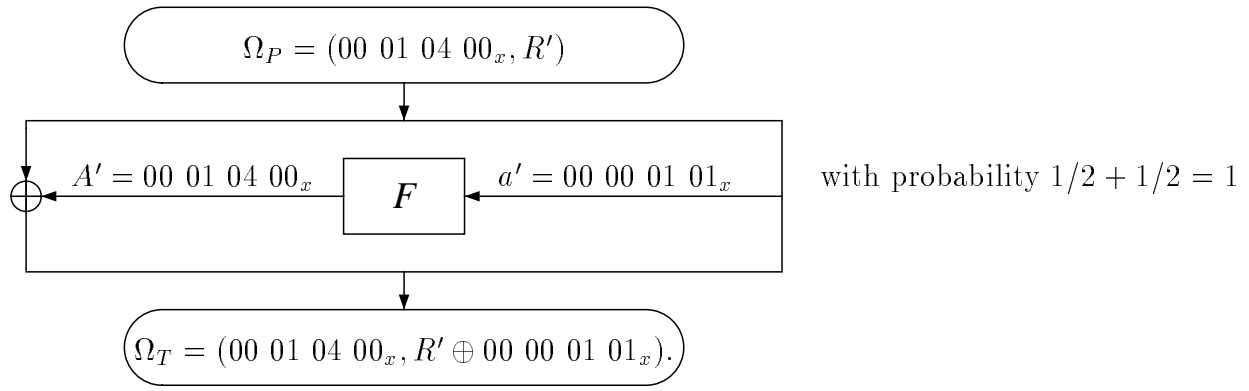 Ω_P = (00 01 04 00_x, R′)
A′ = 00 01 04 00_x F a′ = 00 00 01 01_x with probability 1/2 + 1/2 = 1
Ω_T = (00 01 04 00_x, R′ ⊕ 00 00 01 01_x).